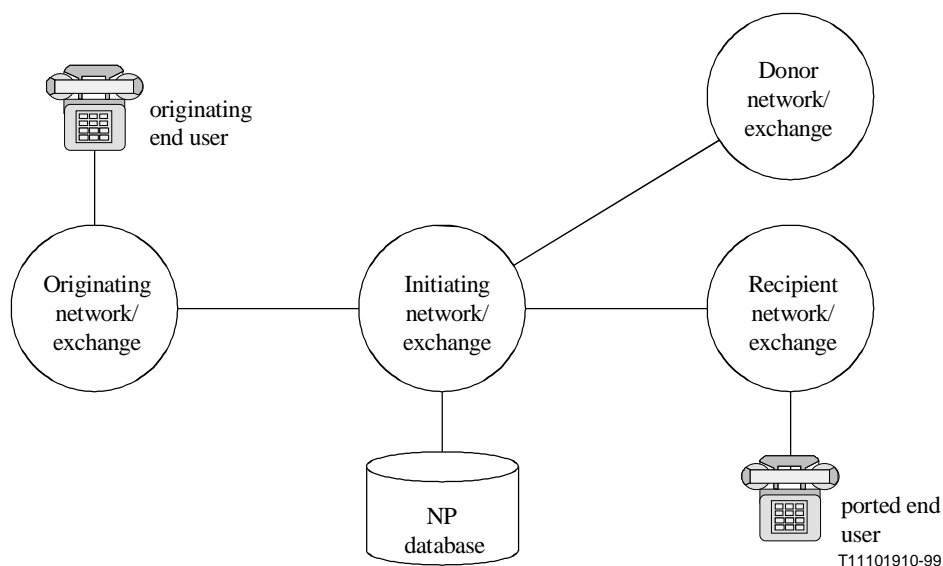 originating
end user
Donor
network/
exchange
Originating
network/
exchange
Initiating
network/
exchange
Recipient
network/
exchange
NP
database
ported end
user
T11101910-99